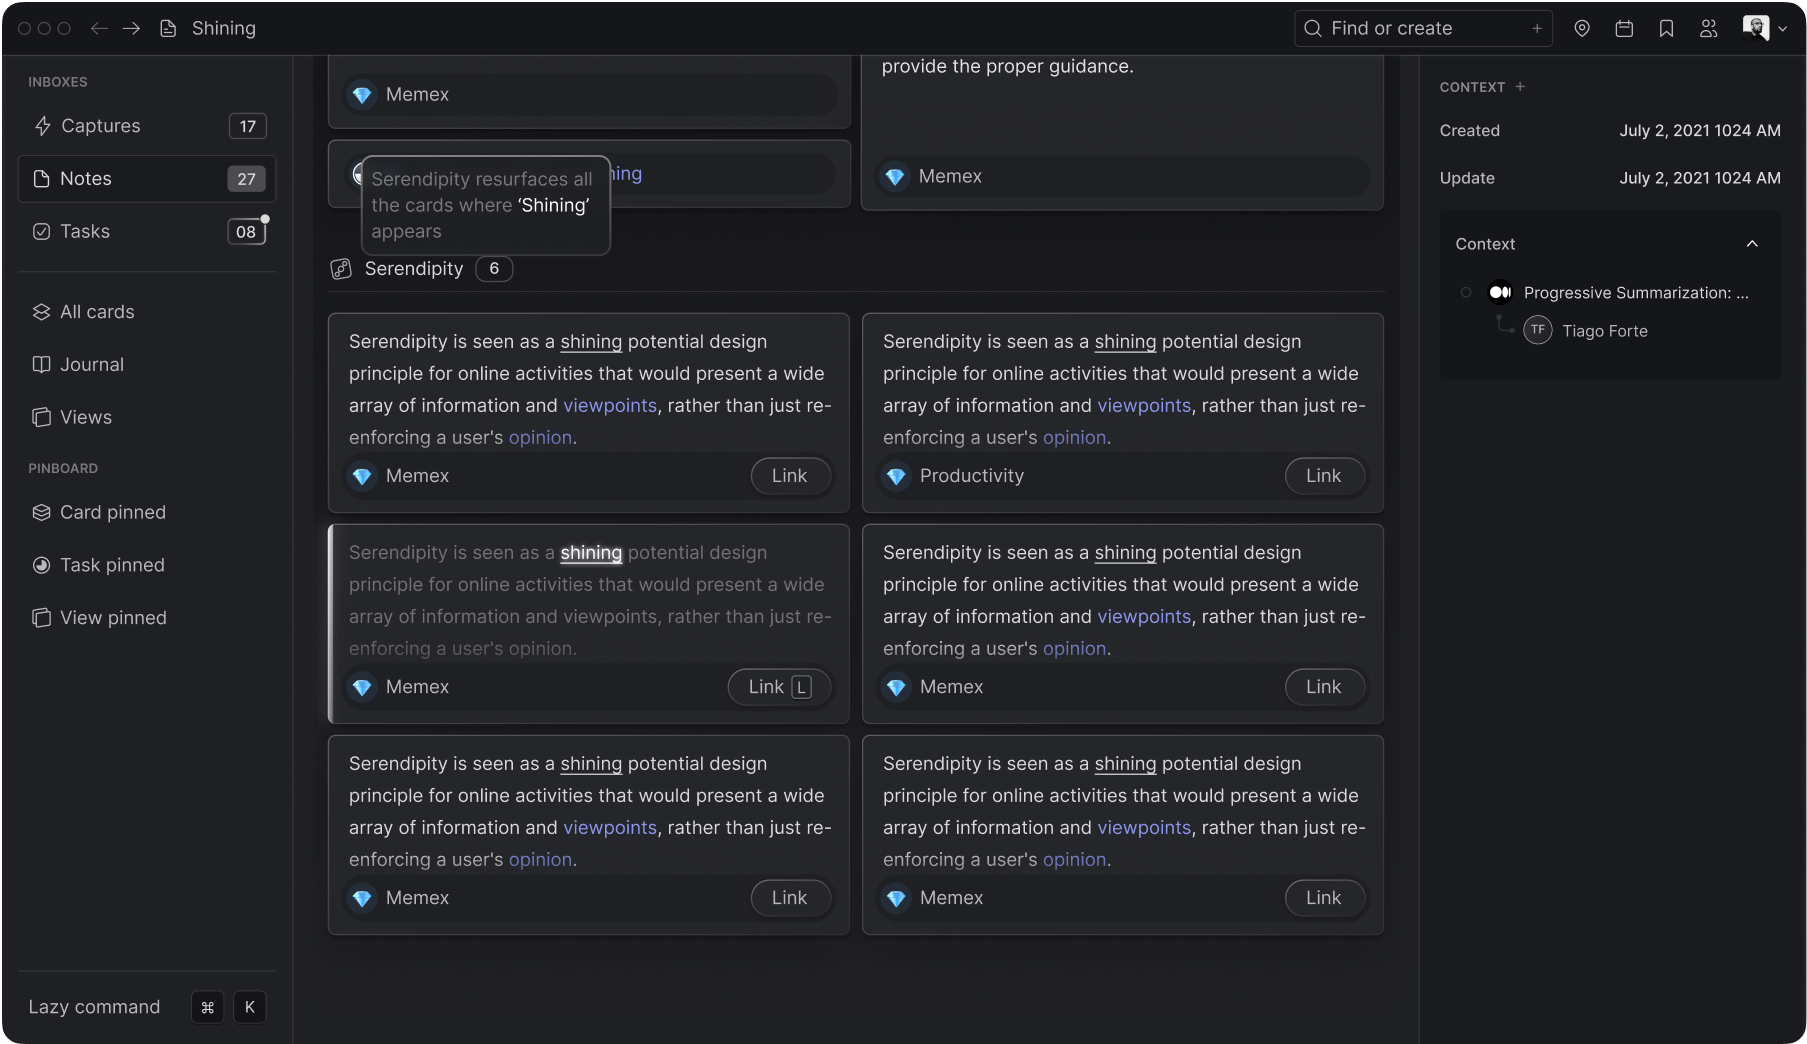 Shining
Find or create
INBOXES
Captures
17
Notes
27
Tasks
08
All cards
Journal
Views
PINBOARD
Card pinned
Task pinned
View pinned
Lazy command
⌘ K
Memex
provide the proper guidance.
Memex
Serendipity resurfaces all
the cards where ‘Shining’
appears
Serendipity 6
Serendipity is seen as a shining potential design
principle for online activities that would present a wide
array of information and viewpoints, rather than just re-
enforcing a user's opinion.
Memex
Link
Serendipity is seen as a shining potential design
principle for online activities that would present a wide
array of information and viewpoints, rather than just re-
enforcing a user's opinion.
Productivity
Link
Serendipity is seen as a shining potential design
principle for online activities that would present a wide
array of information and viewpoints, rather than just re-
enforcing a user's opinion.
Memex
Link L
Serendipity is seen as a shining potential design
principle for online activities that would present a wide
array of information and viewpoints, rather than just re-
enforcing a user's opinion.
Memex
Link
Serendipity is seen as a shining potential design
principle for online activities that would present a wide
array of information and viewpoints, rather than just re-
enforcing a user's opinion.
Memex
Link
Serendipity is seen as a shining potential design
principle for online activities that would present a wide
array of information and viewpoints, rather than just re-
enforcing a user's opinion.
Memex
Link
CONTEXT +
Created
July 2, 2021 1024 AM
Update
July 2, 2021 1024 AM
Context
Progressive Summarization: ...
TF
Tiago Forte